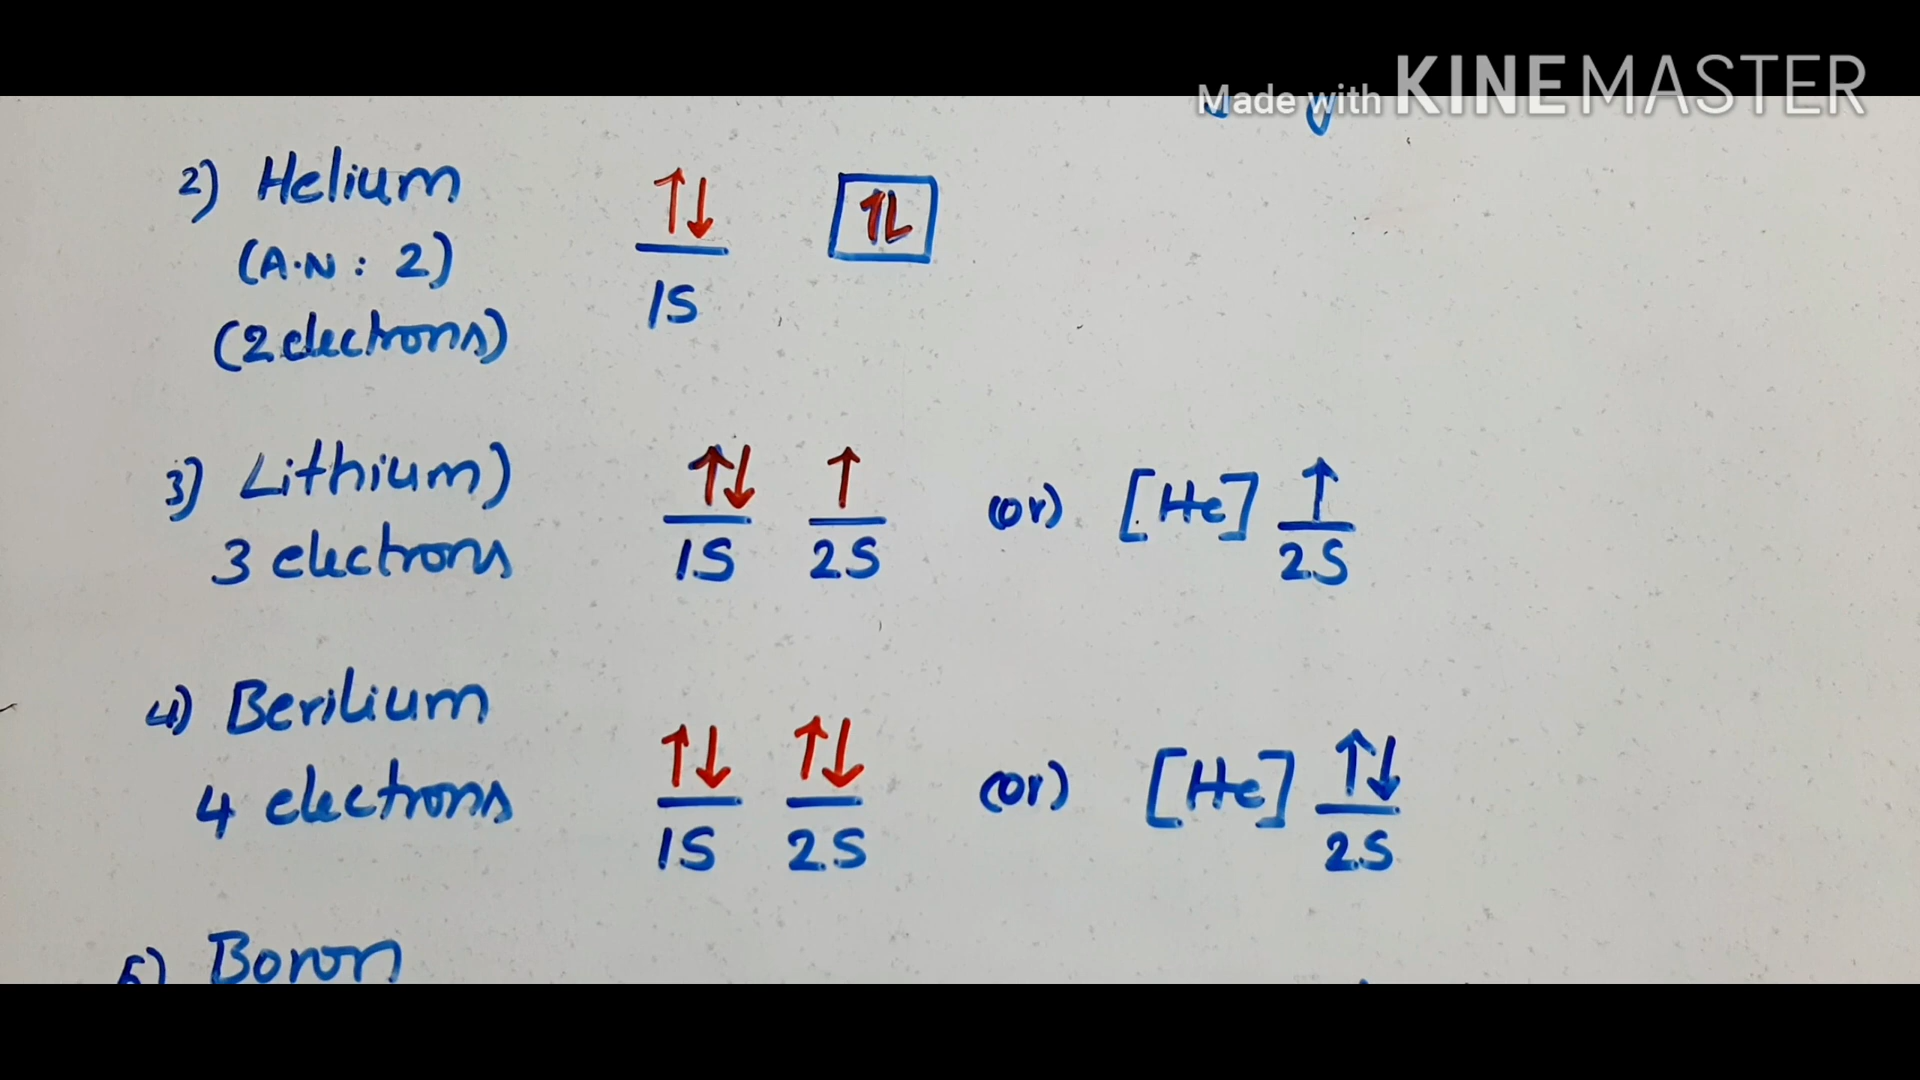 Made with KINEMASTER
2) Helium ↑↓ ⥮
(A.N : 2)
1S
(2 electrons)
3) Lithium) ↑↓ ↑ (or) [He] ↑
3 electrons 1S 2S 2S
4) Berilium
↑↓ ↑↓ (or) [He] ↑↓
4 electrons
1S 2S 2S
5) Boron